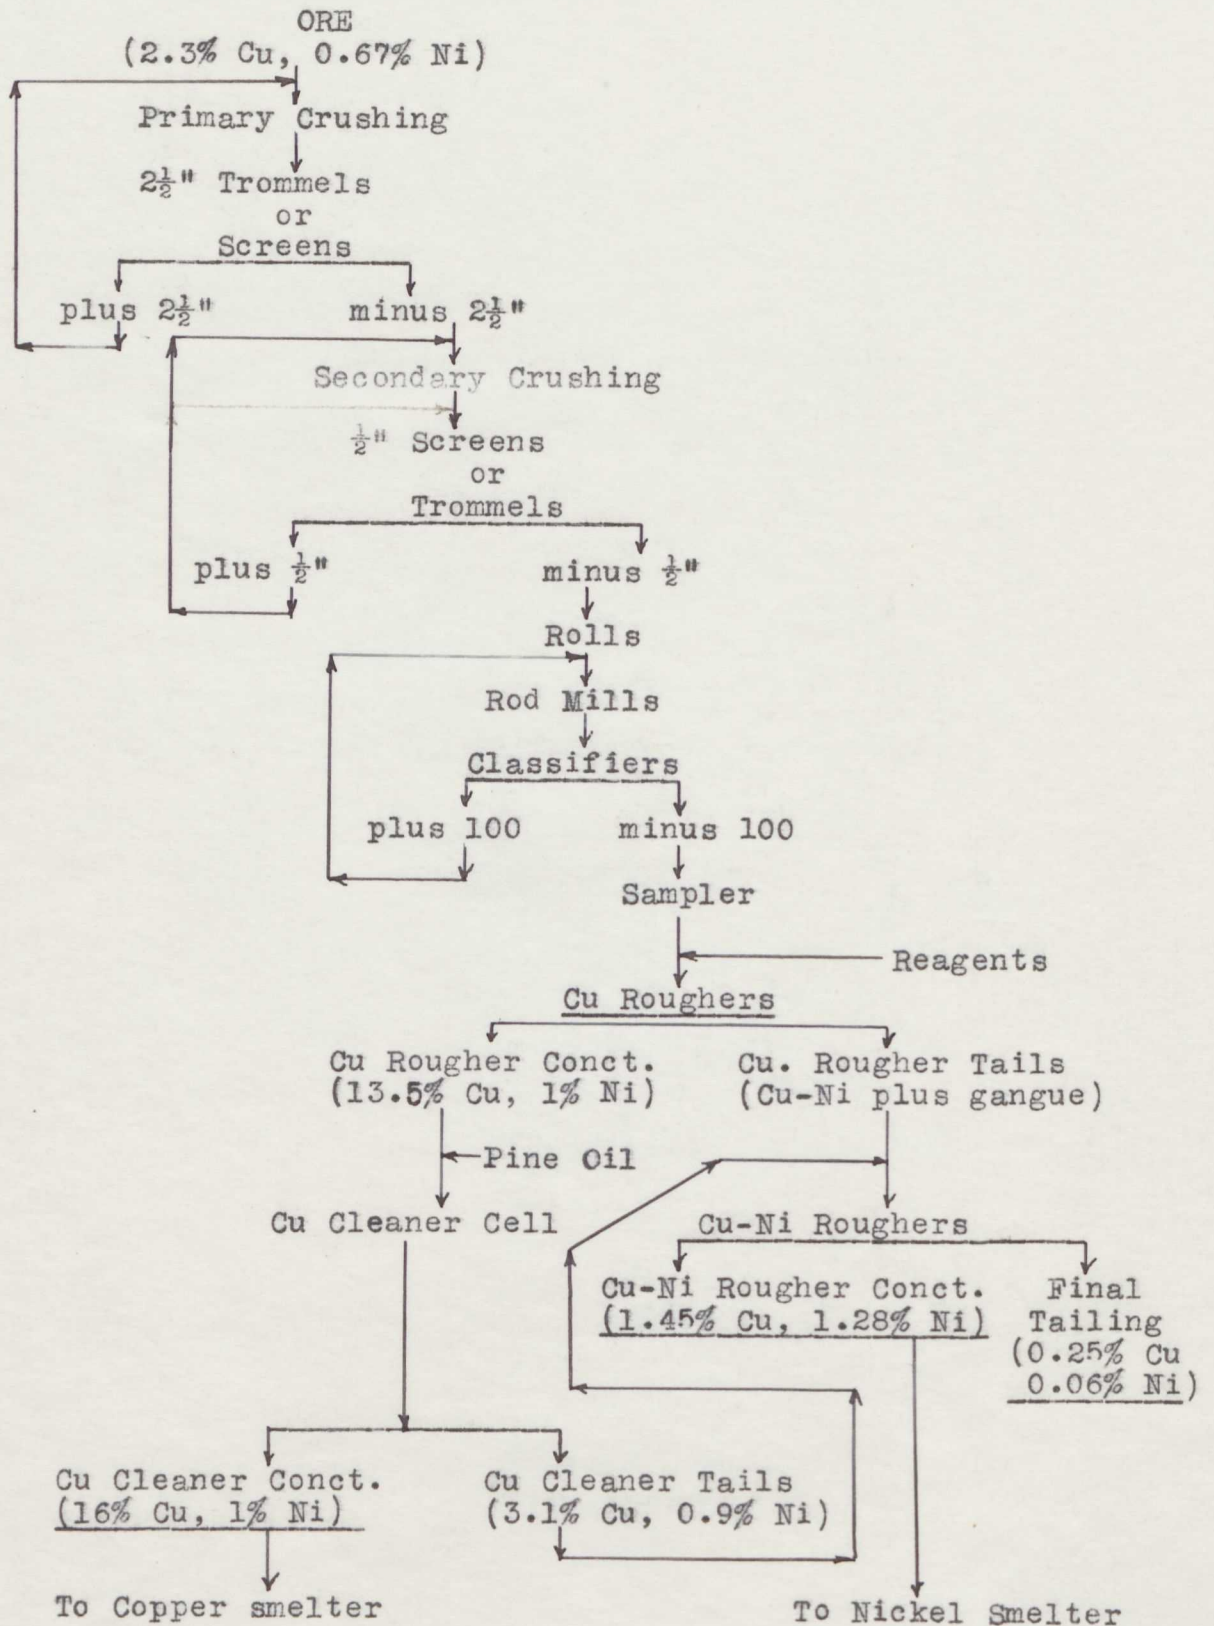 ORE
(2.3% Cu, 0.67% Ni)
Primary Crushing
2½" Trommels
or
Screens
plus 2½" minus 2½"
Secondary Crushing
½" Screens
or
Trommels
plus ½" minus ½"
Rolls
Rod Mills
Classifiers
plus 100 minus 100
Sampler
Reagents
Cu Roughers
Cu Rougher Conct. Cu. Rougher Tails
(13.5% Cu, 1% Ni) (Cu-Ni plus gangue)
Pine Oil
Cu Cleaner Cell Cu-Ni Roughers
Cu-Ni Rougher Conct. Final
(1.45% Cu, 1.28% Ni) Tailing
(0.25% Cu
0.06% Ni)
Cu Cleaner Conct. Cu Cleaner Tails
(16% Cu, 1% Ni) (3.1% Cu, 0.9% Ni)
To Copper smelter To Nickel Smelter